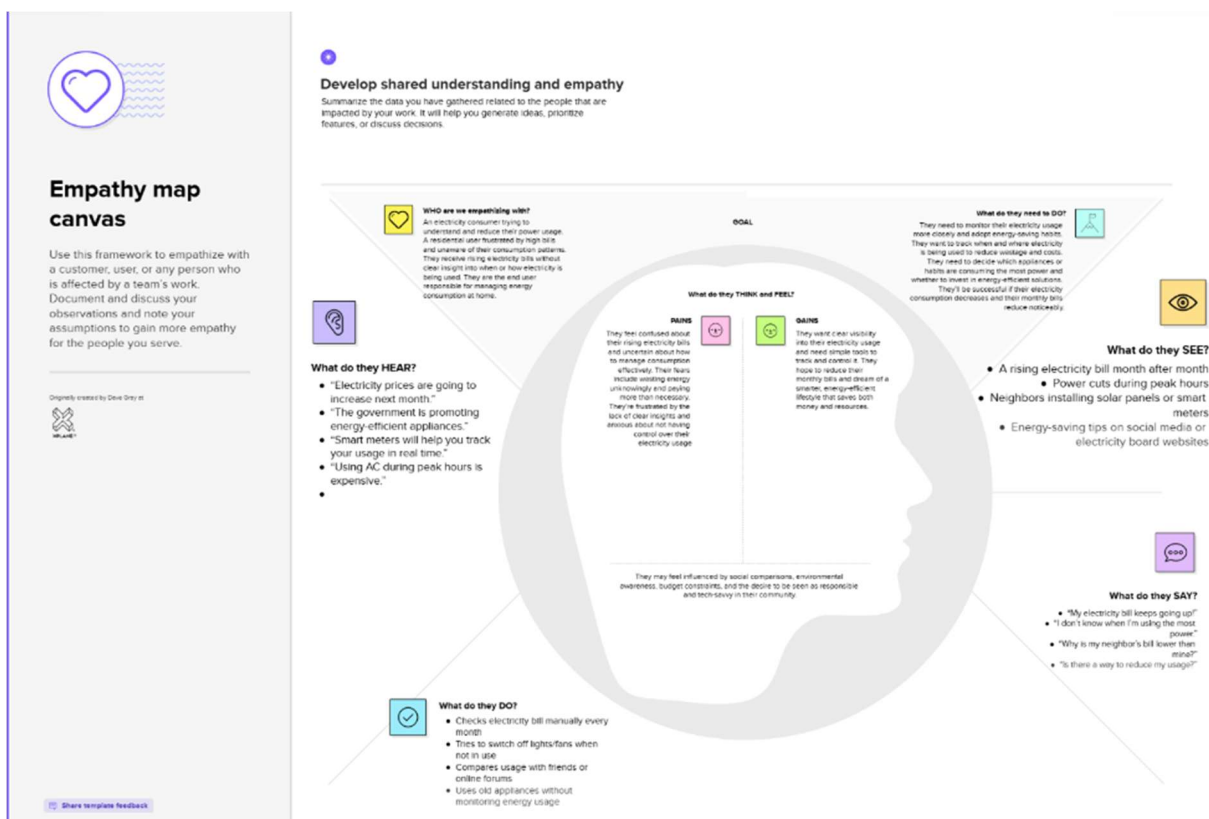 Empathy map
canvas
Use this framework to empathize with
a customer, user, or any person who
is affected by a team's work.
Document and discuss your
observations and note your
assumptions to gain more empathy
for the people you serve.
Originally created by Dave Gray at
XPLANE
Share template feedback
Develop shared understanding and empathy
Summarize the data you have gathered related to the people that are
impacted by your work. It will help you generate ideas, prioritize
features, or discuss decisions.
WHO are we empathizing with?
An electricity consumer trying to
understand and reduce their power usage.
A residential user frustrated by high bills
and unaware of their consumption patterns.
They receive rising electricity bills without
clear insight into when or how electricity is
being used. They are the end user
responsible for managing energy
consumption at home.
GOAL
What do they need to DO?
They need to monitor their electricity usage
more closely and adopt energy-saving habits.
They want to track when and where electricity
is being used to reduce wastage and costs.
They need to decide which appliances or
habits are consuming the most power and
whether to invest in energy-efficient solutions.
They'll be successful if their electricity
consumption decreases and their monthly bills
reduce noticeably.
What do they HEAR?
• "Electricity prices are going to
increase next month."
• "The government is promoting
energy-efficient appliances."
• "Smart meters will help you track
your usage in real time."
• "Using AC during peak hours is
expensive."
•
What do they THINK and FEEL?
PAINS
They feel confused about
their rising electricity bills
and uncertain about how
to manage consumption
effectively. Their fears
include wasting energy
unknowingly and paying
more than necessary.
They're frustrated by the
lack of clear insights and
anxious about not having
control over their
electricity usage
GAINS
They want clear visibility
into their electricity usage
and need simple tools to
track and control it. They
hope to reduce their
monthly bills and dream of a
smarter, energy-efficient
lifestyle that saves both
money and resources.
They may feel influenced by social comparisons, environmental
awareness, budget constraints, and the desire to be seen as responsible
and tech-savvy in their community.
What do they SEE?
• A rising electricity bill month after month
• Power cuts during peak hours
• Neighbors installing solar panels or smart
meters
• Energy-saving tips on social media or
electricity board websites
What do they SAY?
• "My electricity bill keeps going up!"
• "I don't know when I'm using the most
power."
• "Why is my neighbor's bill lower than
mine?"
• "Is there a way to reduce my usage?"
What do they DO?
• Checks electricity bill manually every
month
• Tries to switch off lights/fans when
not in use
• Compares usage with friends or
online forums
• Uses old appliances without
monitoring energy usage